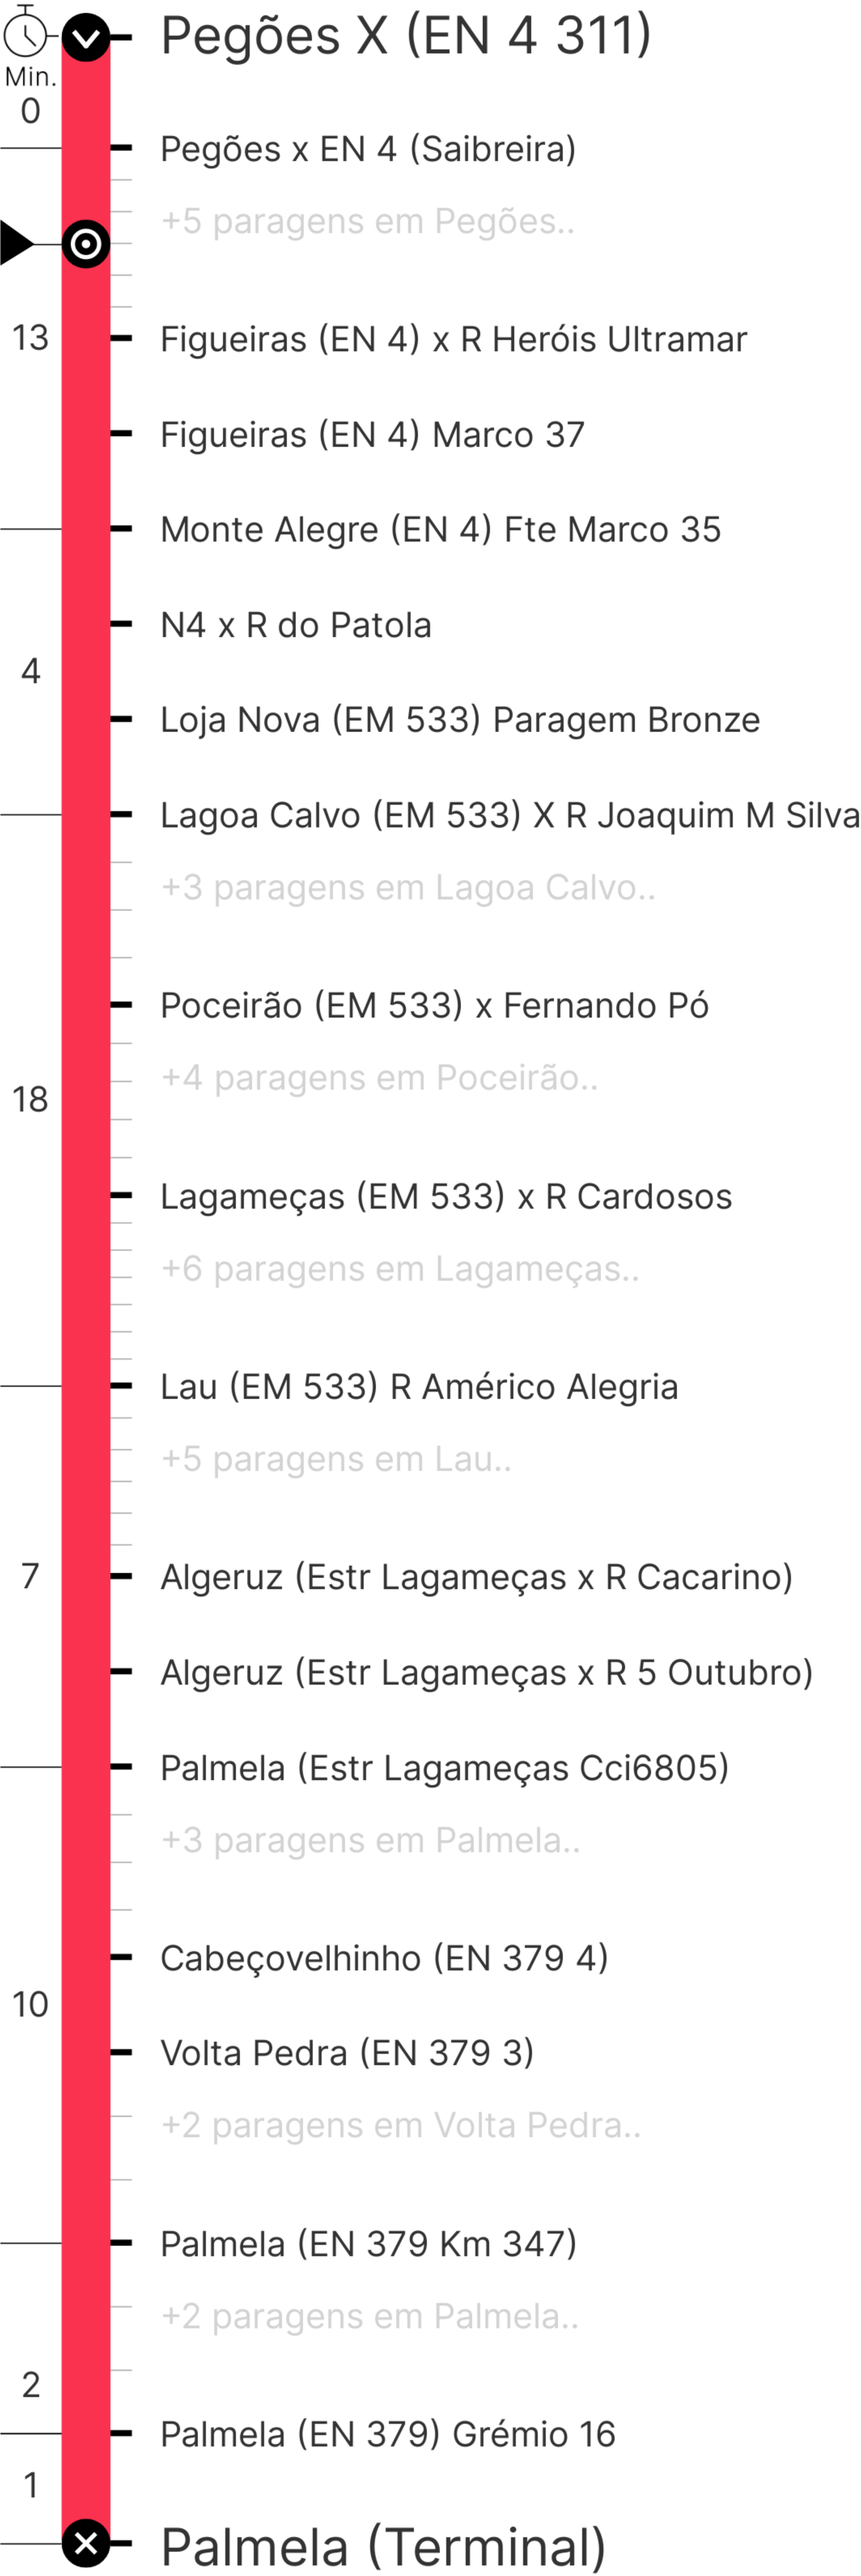 Pegões X (EN 4 311)
Min.
0
Pegões x EN 4 (Saibreira)
+5 paragens em Pegões..
13
Figueiras (EN 4) x R Heróis Ultramar
Figueiras (EN 4) Marco 37
Monte Alegre (EN 4) Fte Marco 35
N4 x R do Patola
4
Loja Nova (EM 533) Paragem Bronze
Lagoa Calvo (EM 533) X R Joaquim M Silva
+3 paragens em Lagoa Calvo..
Poceirão (EM 533) x Fernando Pó
+4 paragens em Poceirão..
18
Lagameças (EM 533) x R Cardosos
+6 paragens em Lagameças..
Lau (EM 533) R Américo Alegria
+5 paragens em Lau..
7
Algeruz (Estr Lagameças x R Cacarino)
Algeruz (Estr Lagameças x R 5 Outubro)
Palmela (Estr Lagameças Cci6805)
+3 paragens em Palmela..
Cabeçovelhinho (EN 379 4)
10
Volta Pedra (EN 379 3)
+2 paragens em Volta Pedra..
Palmela (EN 379 Km 347)
+2 paragens em Palmela..
2
Palmela (EN 379) Grémio 16
1
Palmela (Terminal)